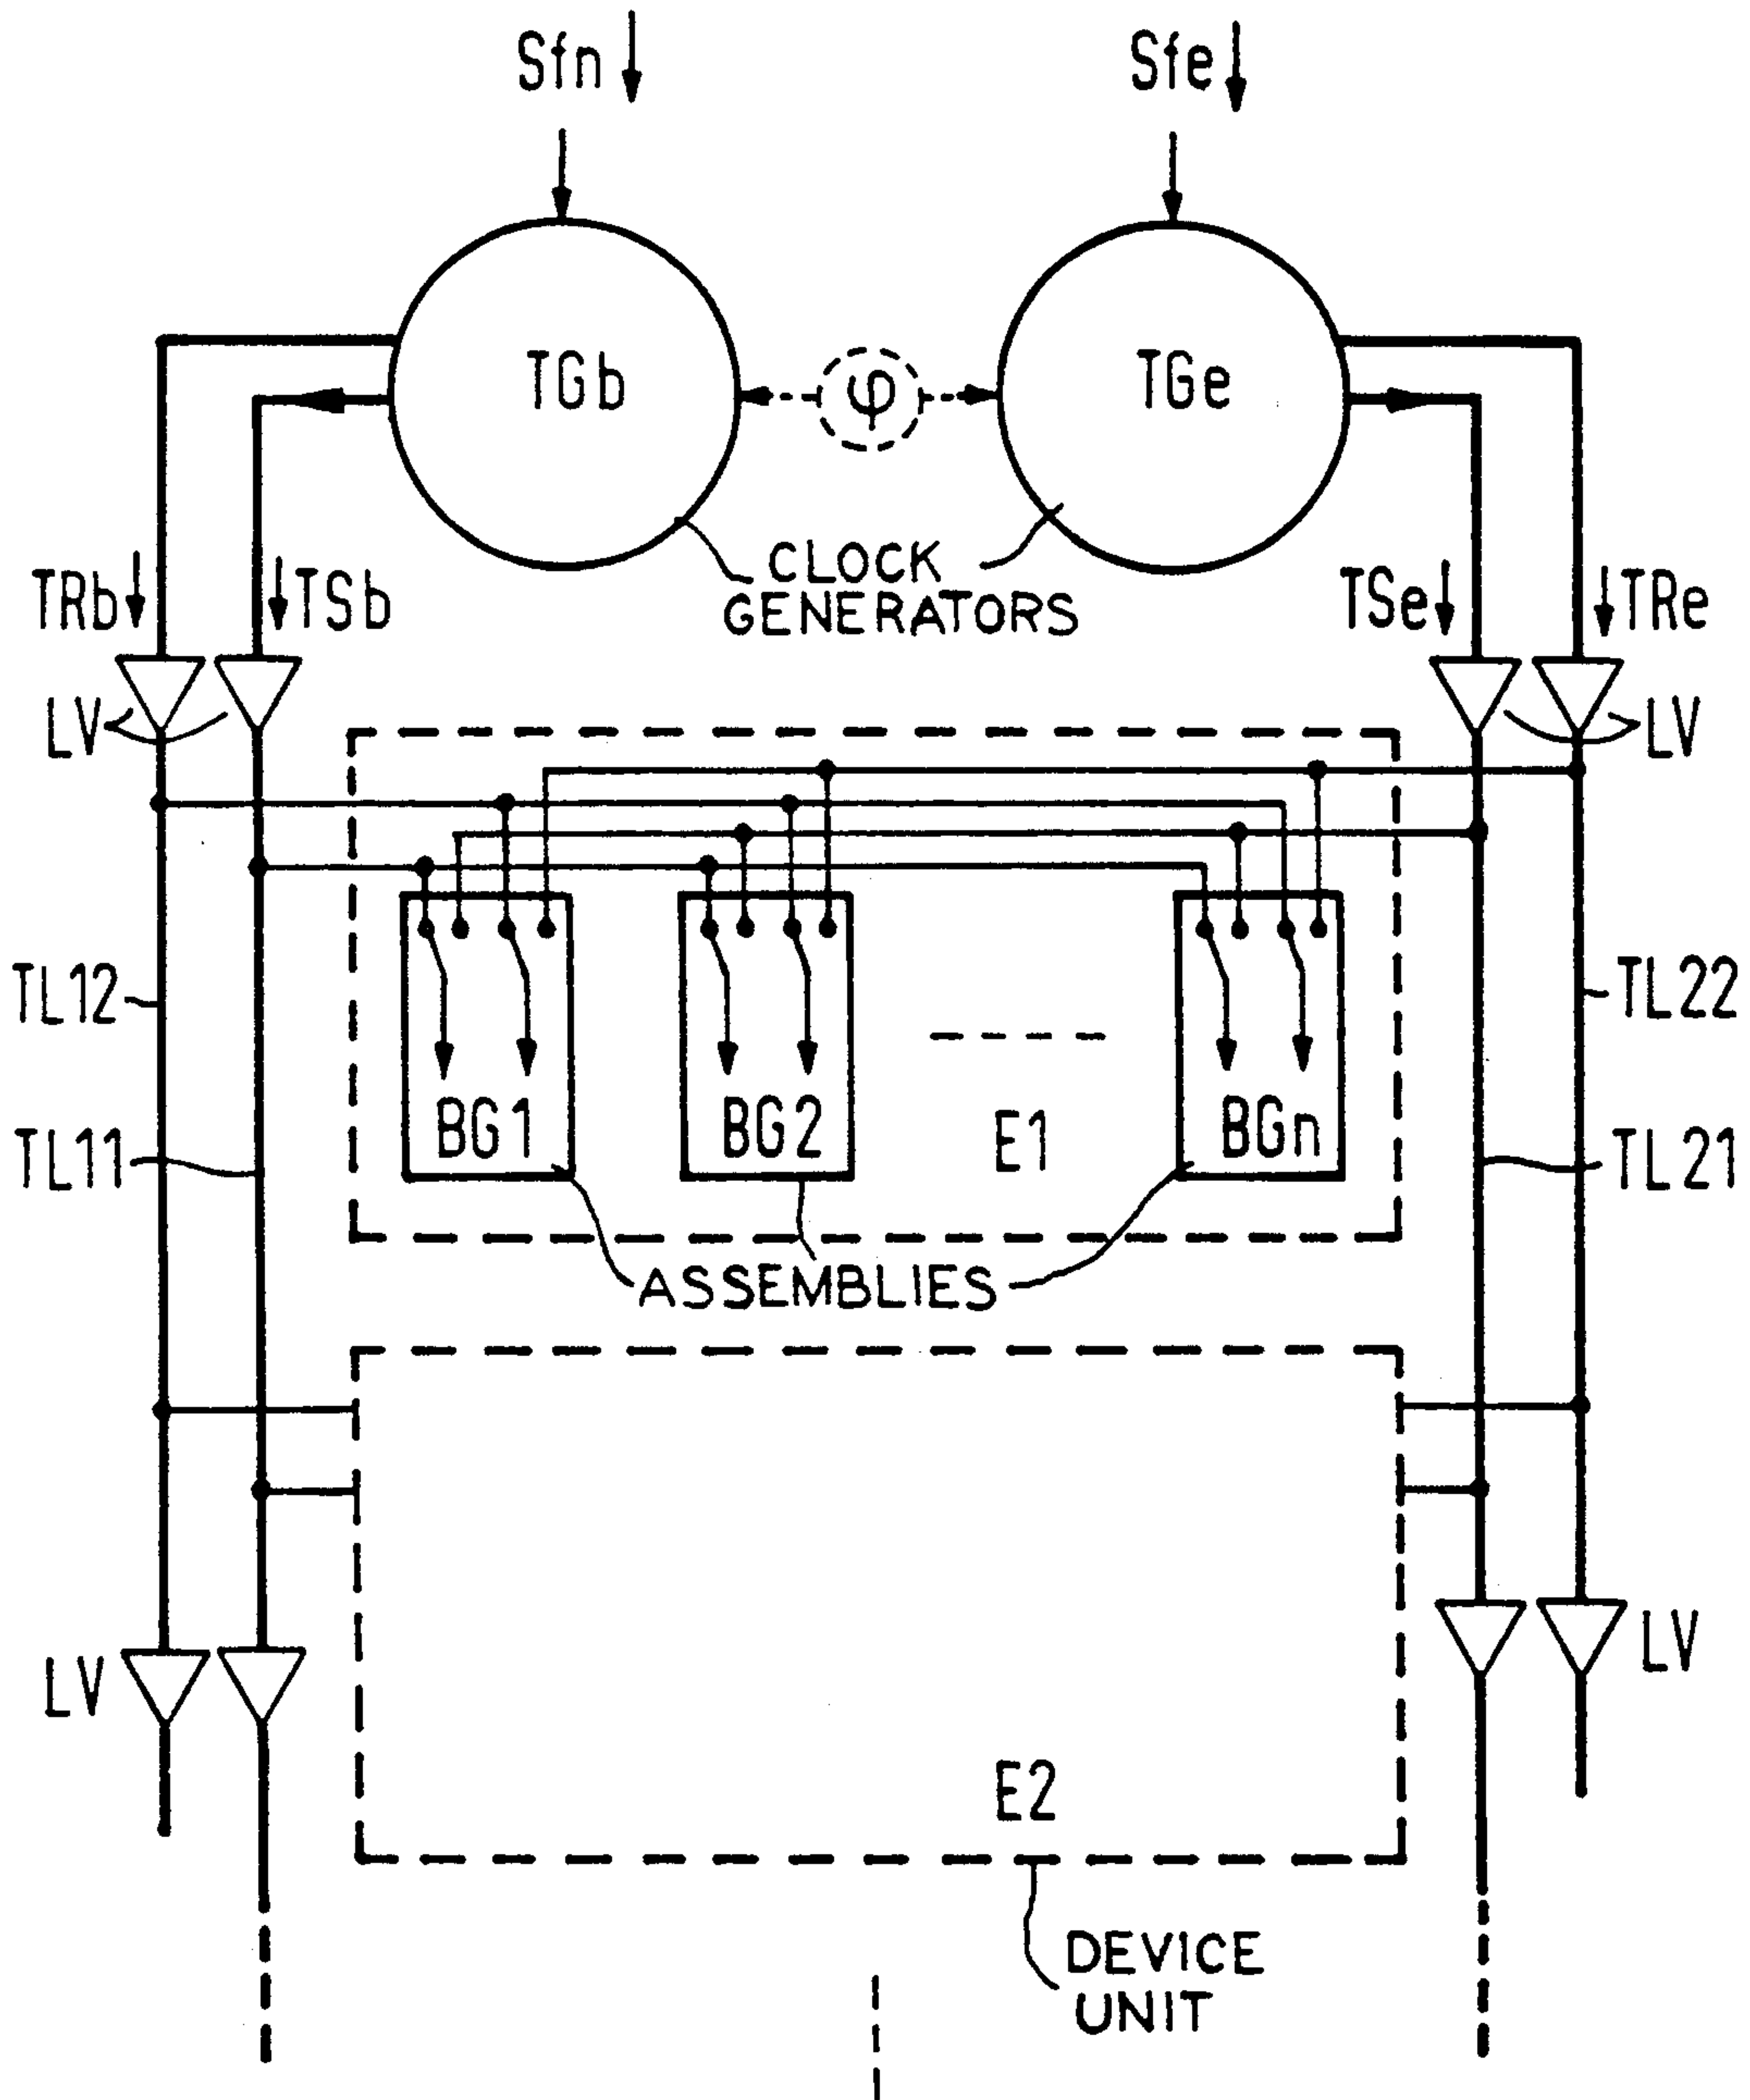 Sfn
Sfe
TGb
φ
TGe
CLOCK
GENERATORS
TRb
TSb
TSe
TRe
LV
LV
TL12
TL22
BG1
BG2
E1
BGn
TL11
TL21
ASSEMBLIES
LV
LV
E2
DEVICE
UNIT